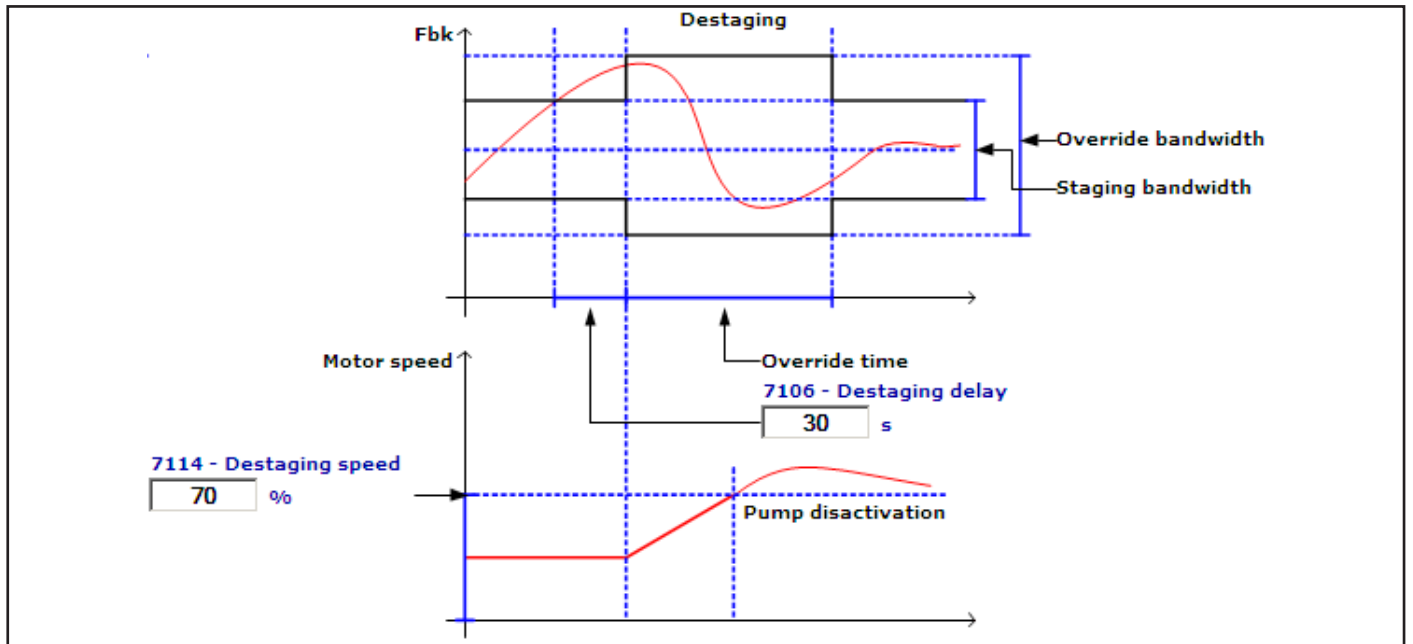 Destaging
Fbk
Override bandwidth
Staging bandwidth
Motor speed
Override time
7106 - Destaging delay
30 s
7114 - Destaging speed
70 %
Pump disactivation